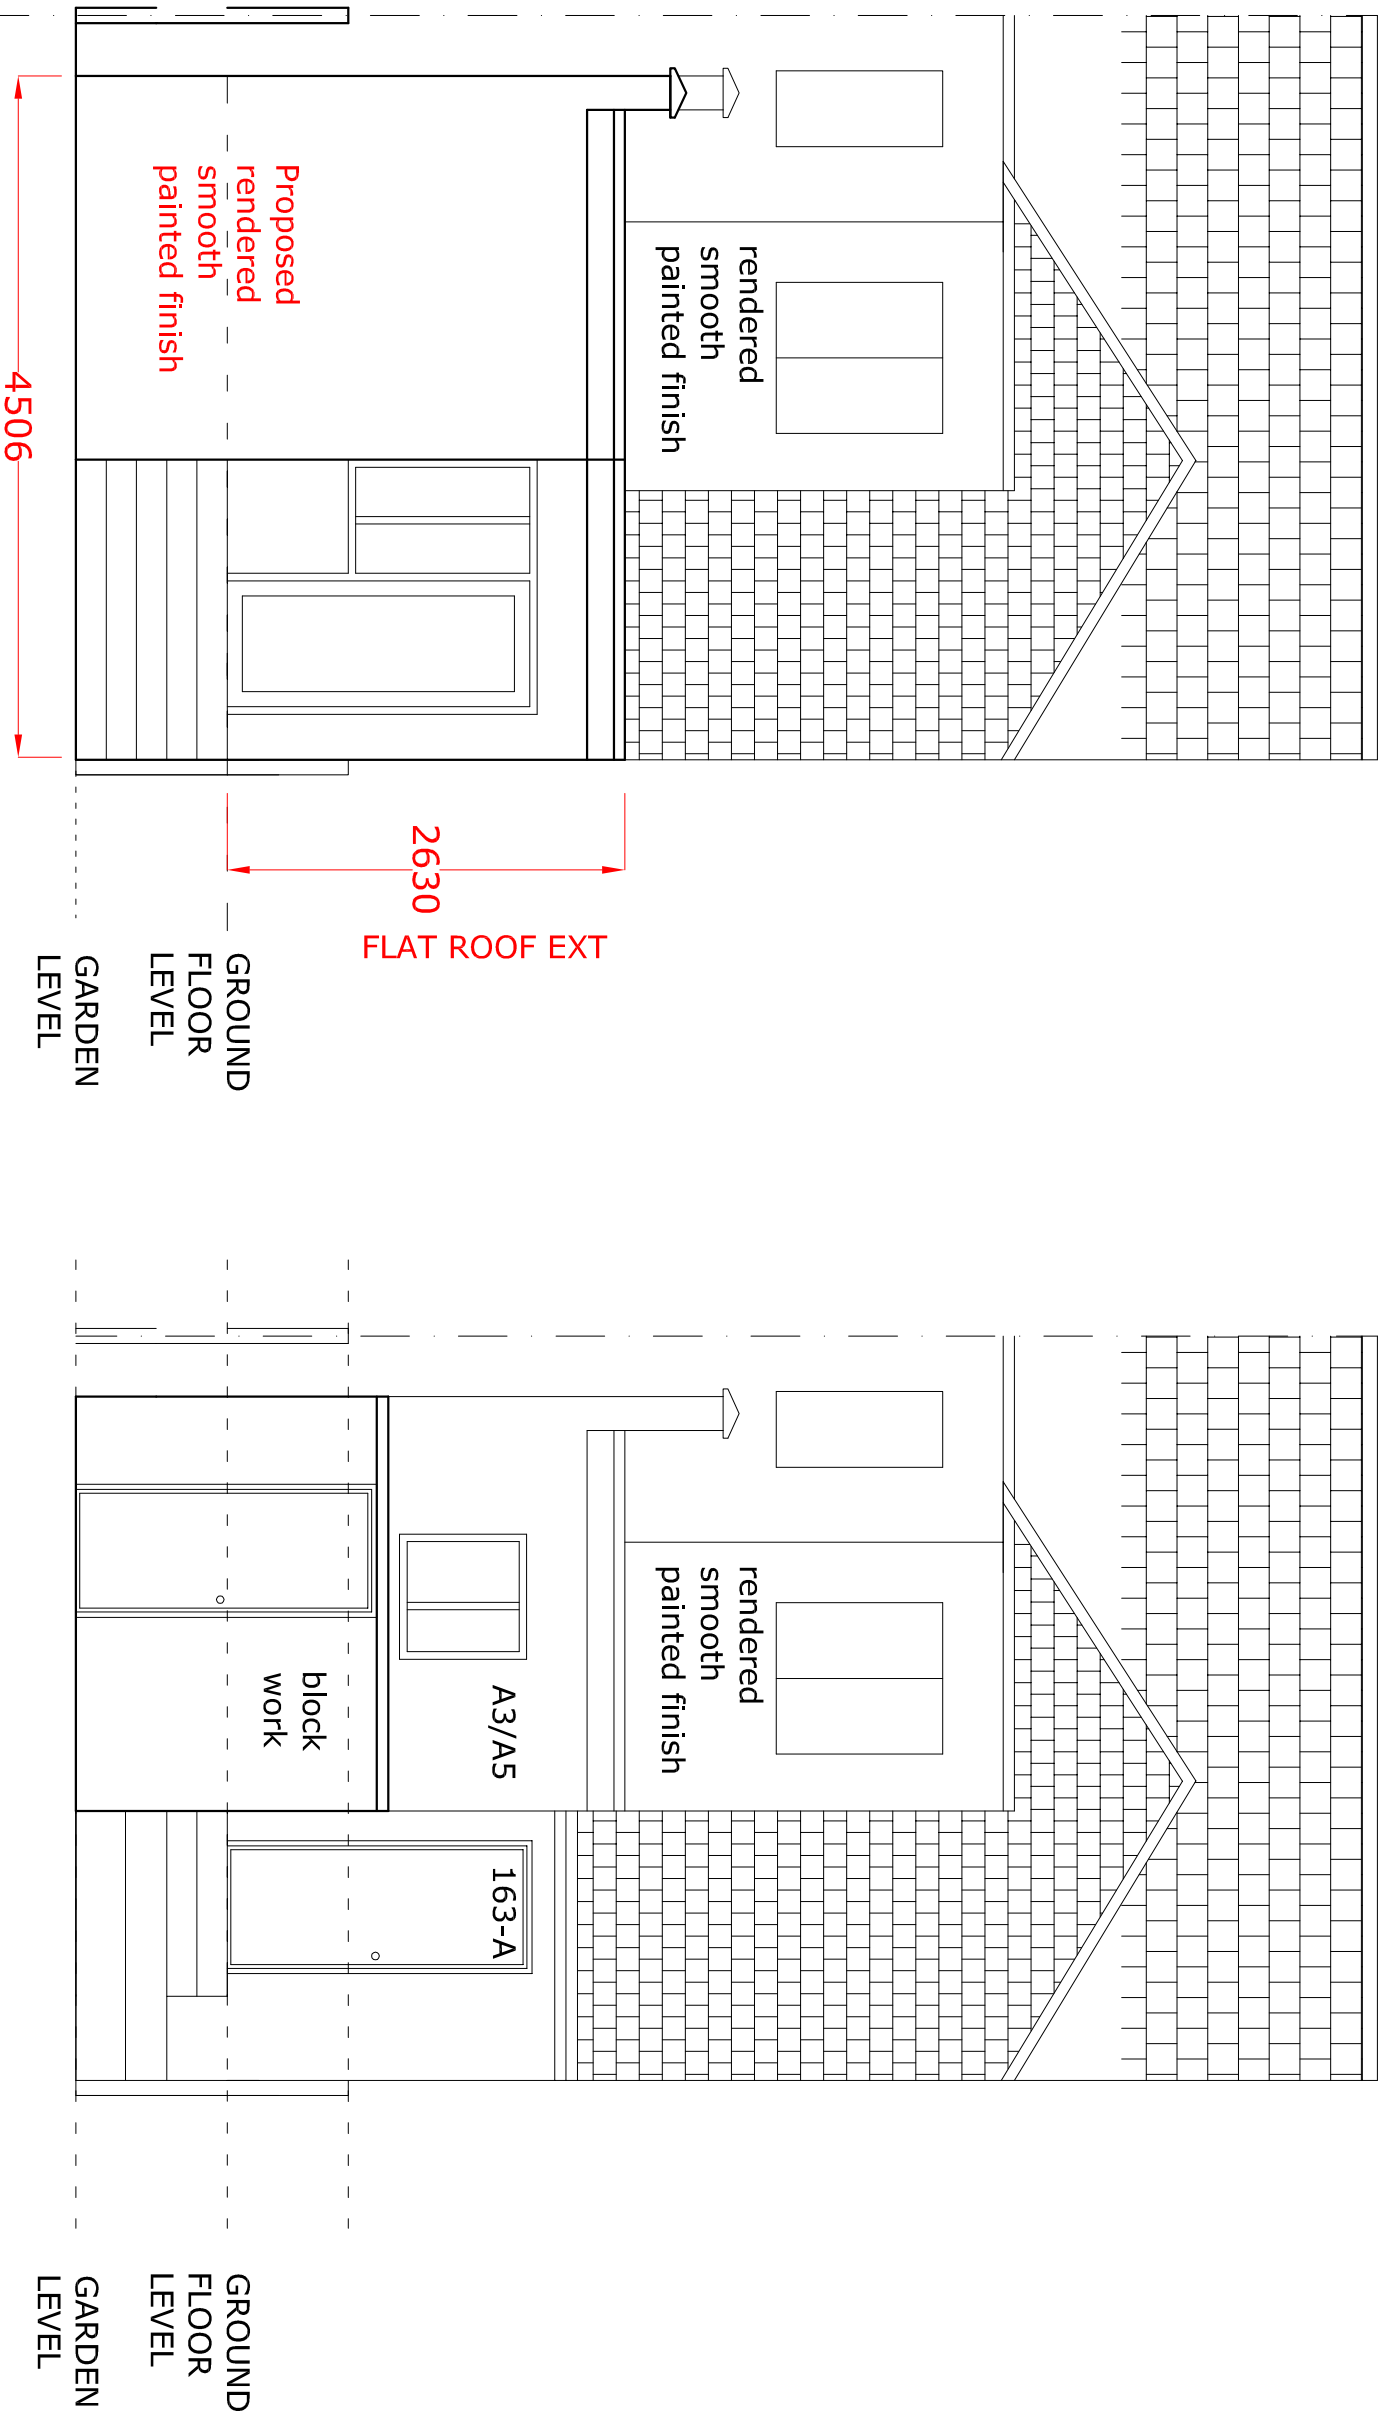 rendered
smooth
painted finish
Proposed
rendered
smooth
painted finish
4506
2630
FLAT ROOF EXT
GROUND
FLOOR
LEVEL
GARDEN
LEVEL
rendered
smooth
painted finish
A3/A5
163-A
block
work
GROUND
FLOOR
LEVEL
GARDEN
LEVEL